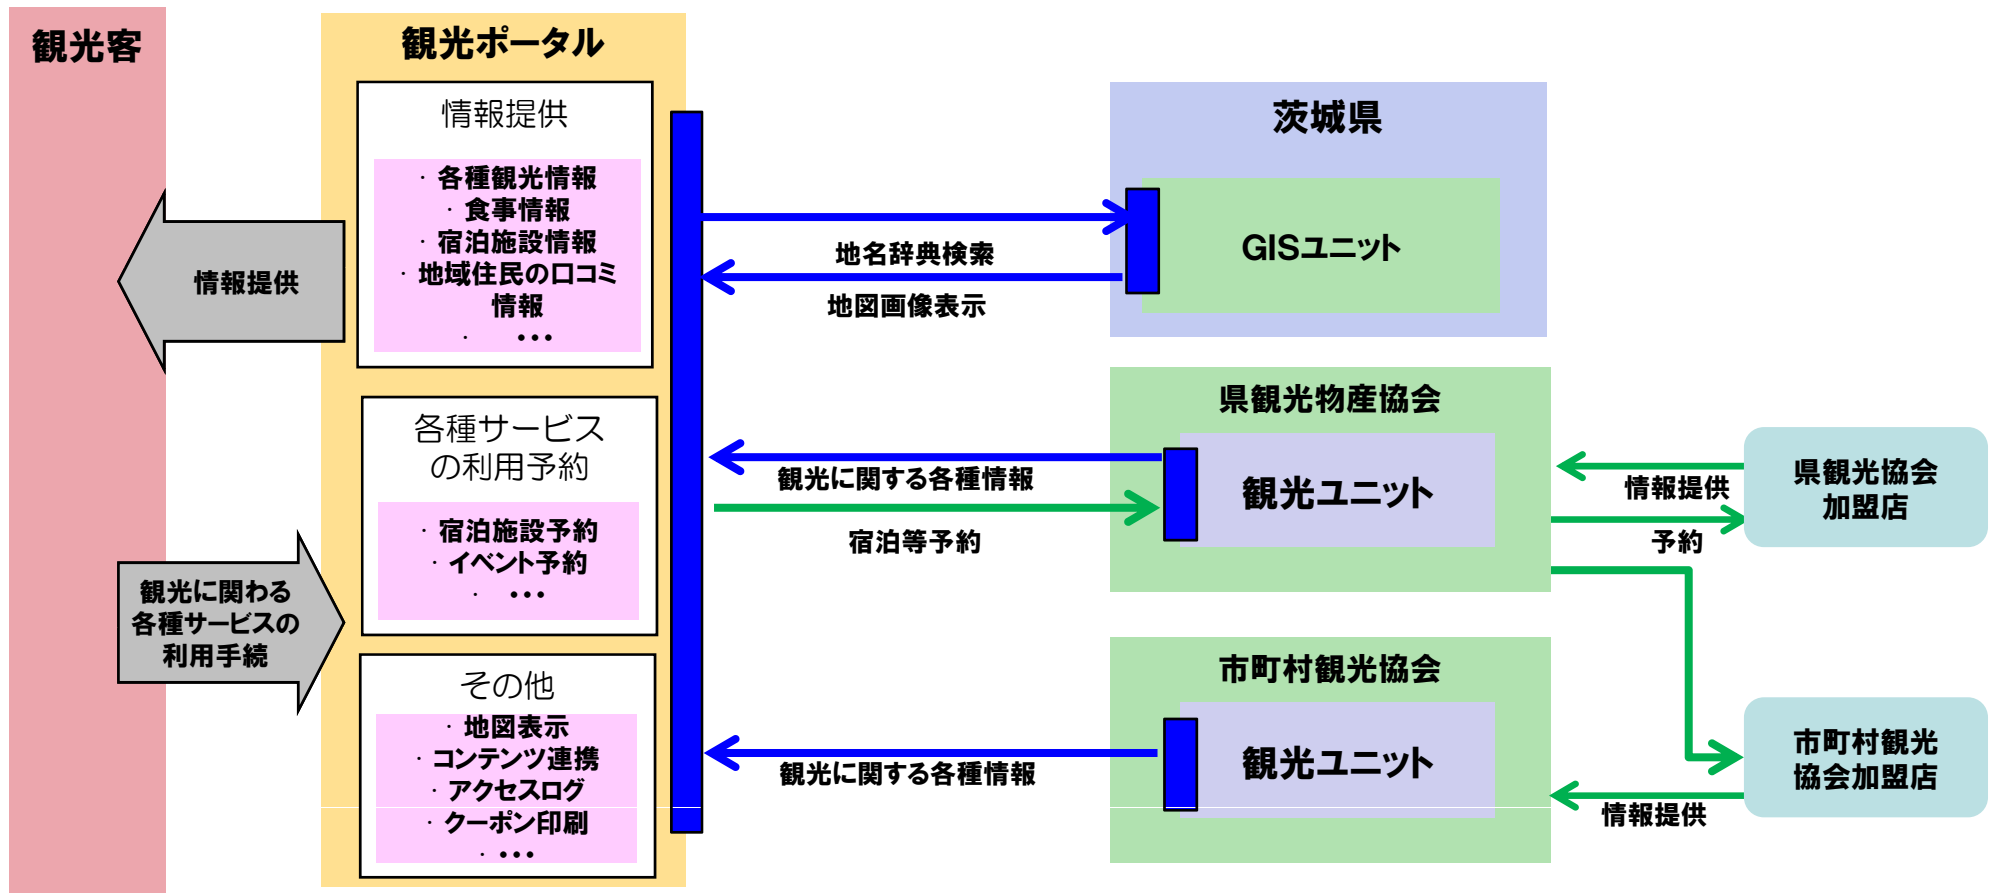 観光客
観光ポータル
情報提供
・各種観光情報
・食事情報
・宿泊施設情報
・地域住民の口コミ
情報
・ ・・・
各種サービス
の利用予約
・宿泊施設予約
・イベント予約
・ ・・・
その他
・地図表示
・コンテンツ連携
・アクセスログ
・クーポン印刷
・ ・・・
情報提供
観光に関わる
各種サービスの
利用手続
地名辞典検索
地図画像表示
観光に関する各種情報
宿泊等予約
観光に関する各種情報
茨城県
GISユニット
県観光物産協会
観光ユニット
市町村観光協会
観光ユニット
情報提供
予約
情報提供
県観光協会
加盟店
市町村観光
協会加盟店